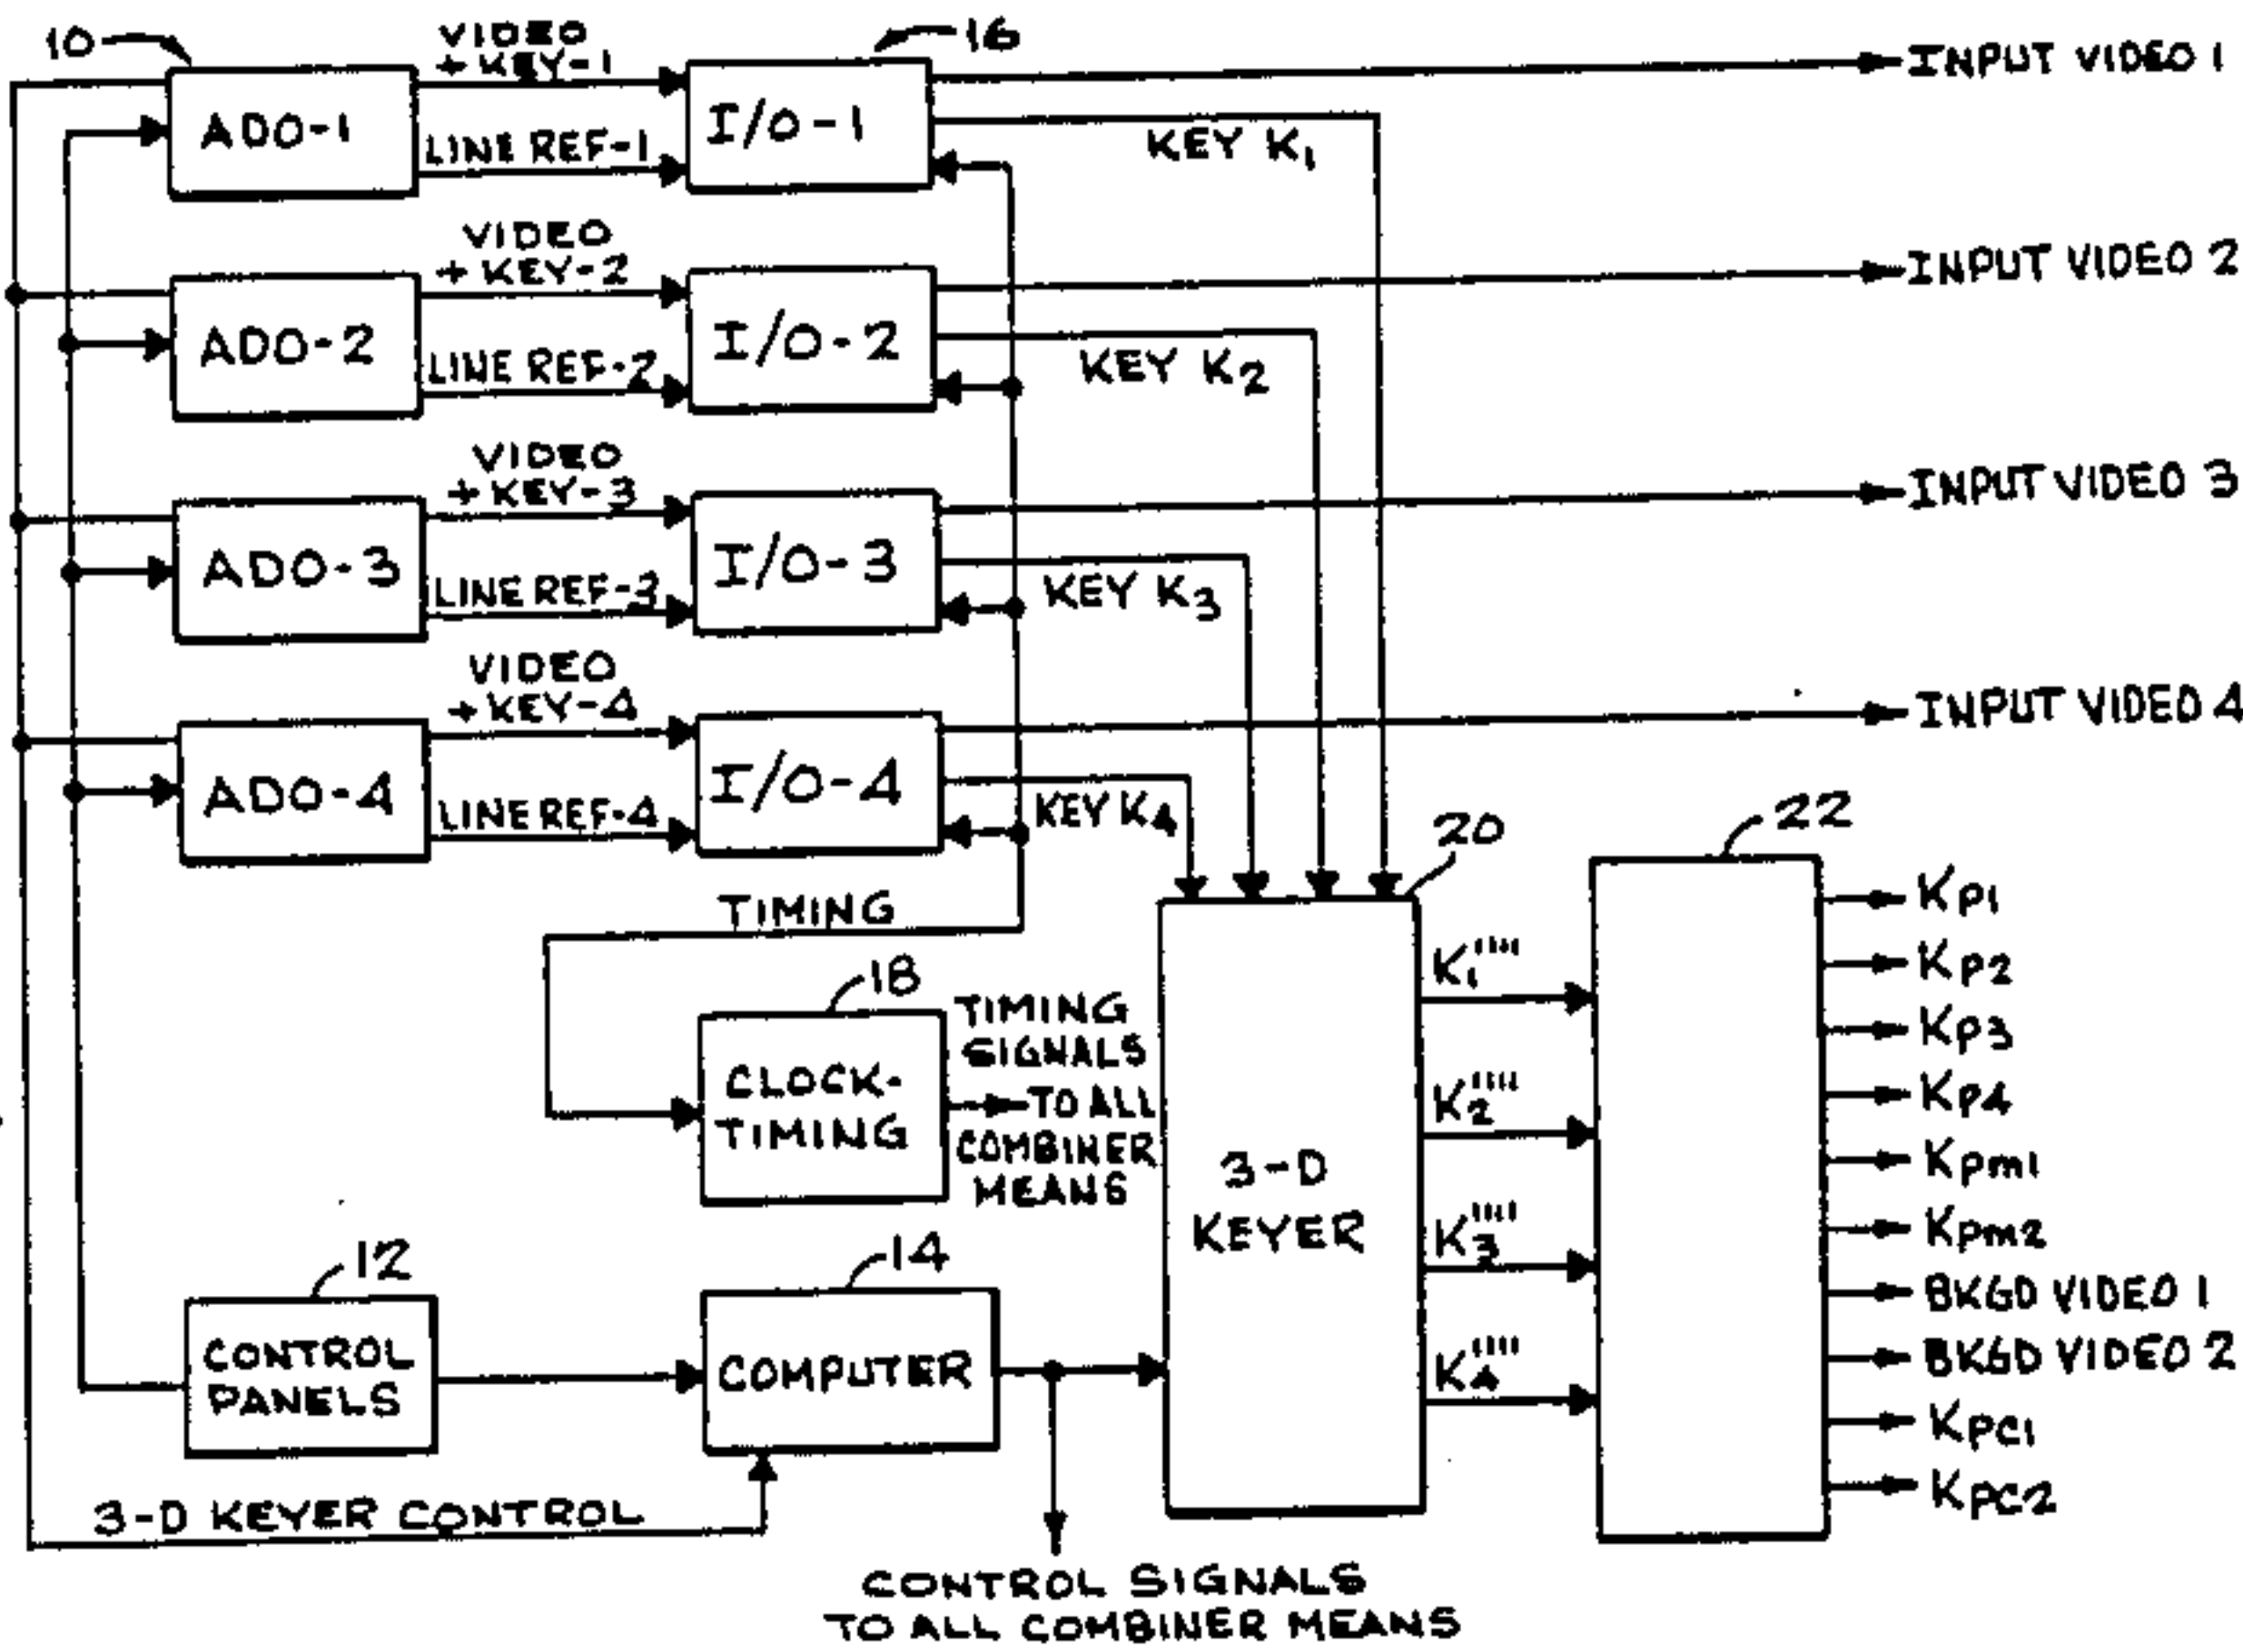 10
VIDEO
+ KEY-1
16
INPUT VIDEO 1
ADO-1
LINE REF-1
I/O-1
KEY K1
VIDEO
+ KEY-2
INPUT VIDEO 2
ADO-2
LINE REF-2
I/O-2
KEY K2
VIDEO
+ KEY-3
INPUT VIDEO 3
ADO-3
LINE REF-3
I/O-3
KEY K3
VIDEO
+ KEY-4
INPUT VIDEO 4
ADO-4
LINE REF-4
I/O-4
KEY K4
20
22
TIMING
18
CLOCK-
TIMING
TIMING
SIGNALS
TO ALL
COMBINER
MEANS
3-D
KEYER
K1''''
K2''''
K3''''
K4''''
KP1
KP2
KP3
KP4
KPM1
KPM2
BKGD VIDEO 1
BKGD VIDEO 2
KPC1
KPC2
12
CONTROL
PANELS
14
COMPUTER
3-D KEYER CONTROL
CONTROL SIGNALS
TO ALL COMBINER MEANS